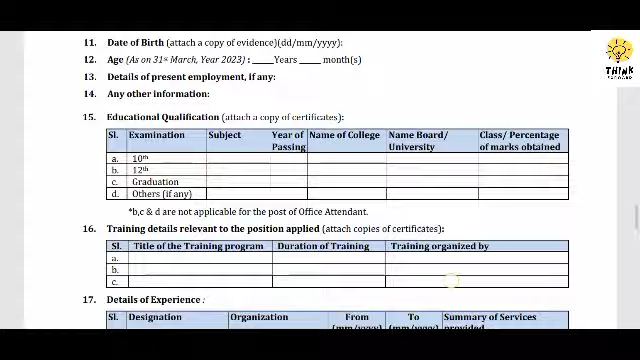 11. Date of Birth (attach a copy of evidence)(dd/mm/yyyy):
12. Age (As on 31st March, Year 2023) : _____Years _____ month(s)
13. Details of present employment, if any:
14. Any other information:
15. Educational Qualification (attach a copy of certificates):
Sl. Examination Subject Year of Passing Name of College Name Board/ University Class/ Percentage of marks obtained
a. 10th
b. 12th
c. Graduation
d. Others (if any)
*b,c & d are not applicable for the post of Office Attendant.
16. Training details relevant to the position applied (attach copies of certificates):
Sl Title of the Training program Duration of Training Training organized by
a.
b.
c.
17. Details of Experience :
Sl. Designation Organization From (mm/yyyy) To (mm/yyyy) Summary of Services provided
THINK